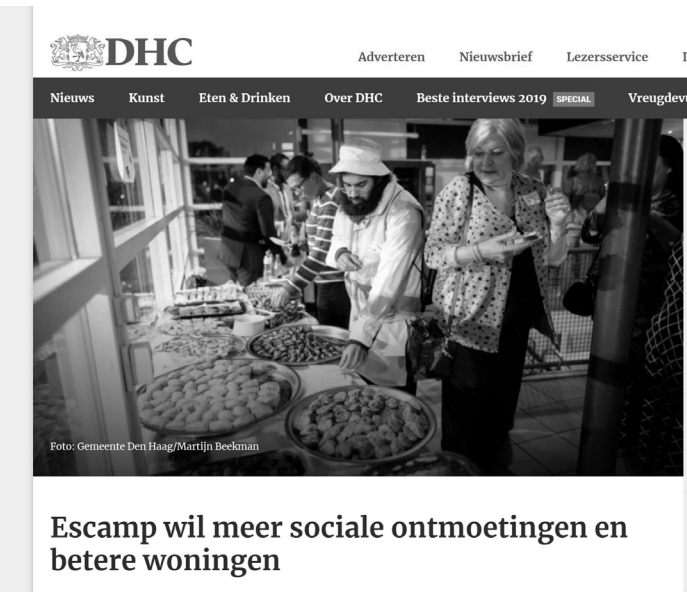 DHC
Adverteren Nieuwsbrief Lezersservice
Nieuws Kunst Eten & Drinken Over DHC Beste interviews 2019 SPECIAL Vreugdevu
Foto: Gemeente Den Haag/Martijn Beekman
Escamp wil meer sociale ontmoetingen en
betere woningen